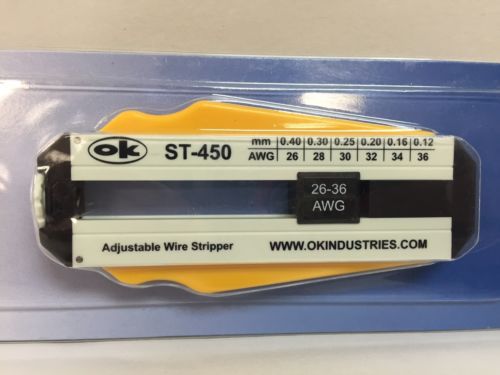 ok ST-450
mm 0.40 0.30 0.25 0.20 0.16 0.12
AWG 26 28 30 32 34 36
26-36
AWG
Adjustable Wire Stripper
WWW.OKINDUSTRIES.COM